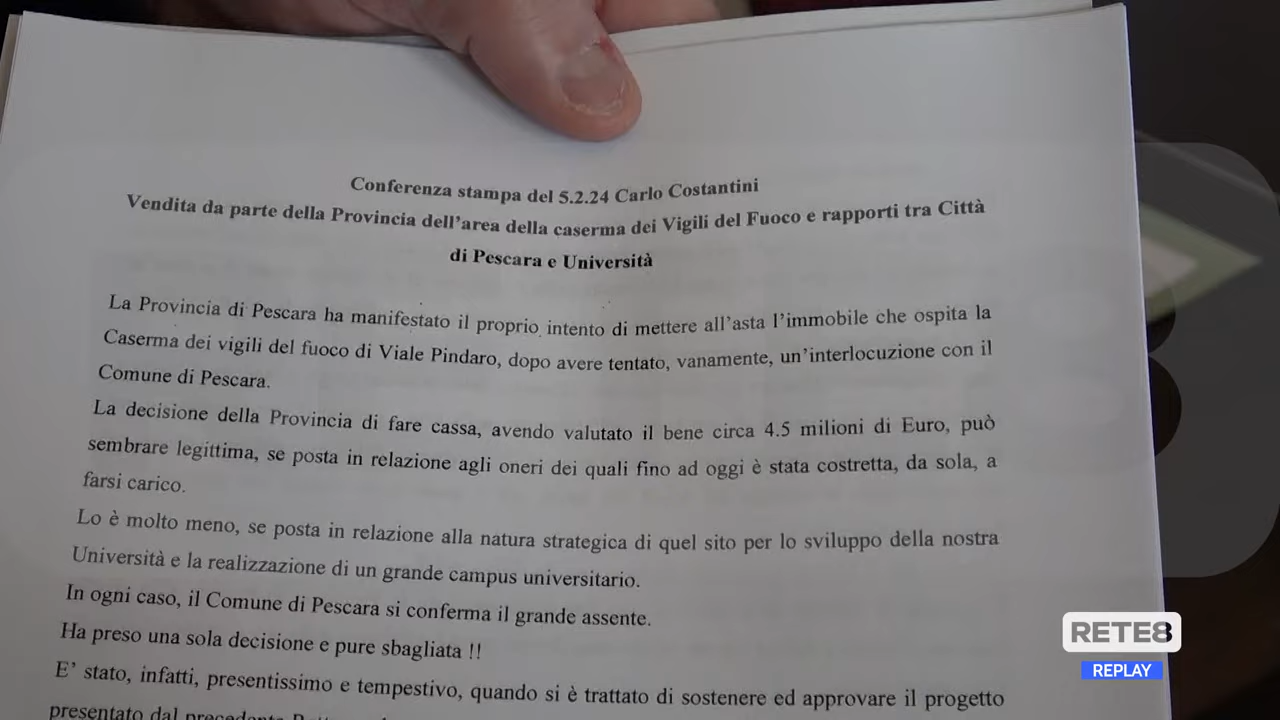 Conferenza stampa del 5.2.24 Carlo Costantini
Vendita da parte della Provincia dell'area della caserma dei Vigili del Fuoco e rapporti tra Città
di Pescara e Università
La Provincia di Pescara ha manifestato il proprio intento di mettere all'asta l'immobile che ospita la
Caserma dei vigili del fuoco di Viale Pindaro, dopo avere tentato, vanamente, un'interlocuzione con il
Comune di Pescara.
La decisione della Provincia di fare cassa, avendo valutato il bene circa 4.5 milioni di Euro, può
sembrare legittima, se posta in relazione agli oneri dei quali fino ad oggi è stata costretta, da sola, a
farsi carico.
Lo è molto meno, se posta in relazione alla natura strategica di quel sito per lo sviluppo della nostra
Università e la realizzazione di un grande campus universitario.
In ogni caso, il Comune di Pescara si conferma il grande assente.
Ha preso una sola decisione e pure sbagliata !!
E' stato, infatti, presentissimo e tempestivo, quando si è trattato di sostenere ed approvare il progetto
presentato dal precedente
RETE8
REPLAY